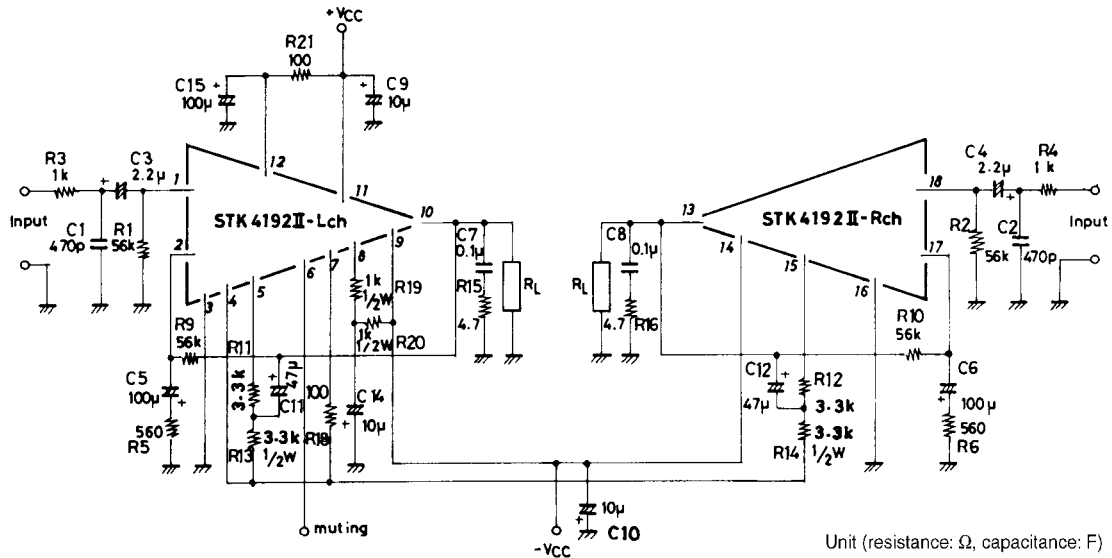 +VCC
R21
100
C15
100µ
C9
10µ
R3
1k
C3
2.2µ
+
1
12
11
STK4192II-Lch
10
Input
C1
470p
R1
56k
2
3
4
5
6
7
8
9
C7
0.1µ
R15
4.7
RL
1k
1/2W
R19
1k
1/2W
R20
R9
56k
C5
100µ
+
560
R5
R11
3.3k
47µ
+
C11
3.3k
1/2W
R13
100
R18
C14
10µ
+
muting
-VCC
10µ
+
C10
C8
0.1µ
RL
4.7
R16
13
14
15
16
17
18
STK4192II-Rch
C4
2.2µ
+
R4
1k
Input
R2
56k
C2
470p
R10
56k
C12
47µ
+
R12
3.3k
3.3k
R14
1/2W
C6
+
100µ
560
R6
Unit (resistance: Ω, capacitance: F)